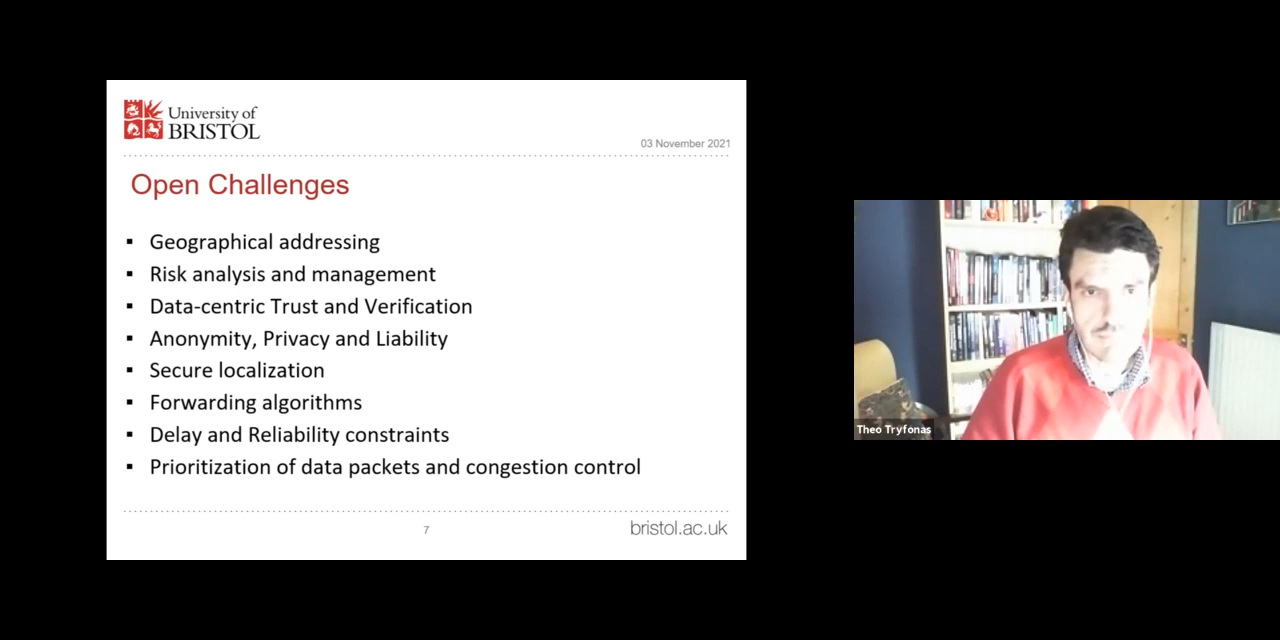 University of
BRISTOL
03 November 2021
Open Challenges
▪ Geographical addressing
▪ Risk analysis and management
▪ Data-centric Trust and Verification
▪ Anonymity, Privacy and Liability
▪ Secure localization
▪ Forwarding algorithms
▪ Delay and Reliability constraints
▪ Prioritization of data packets and congestion control
7
bristol.ac.uk
Theo Tryfonas